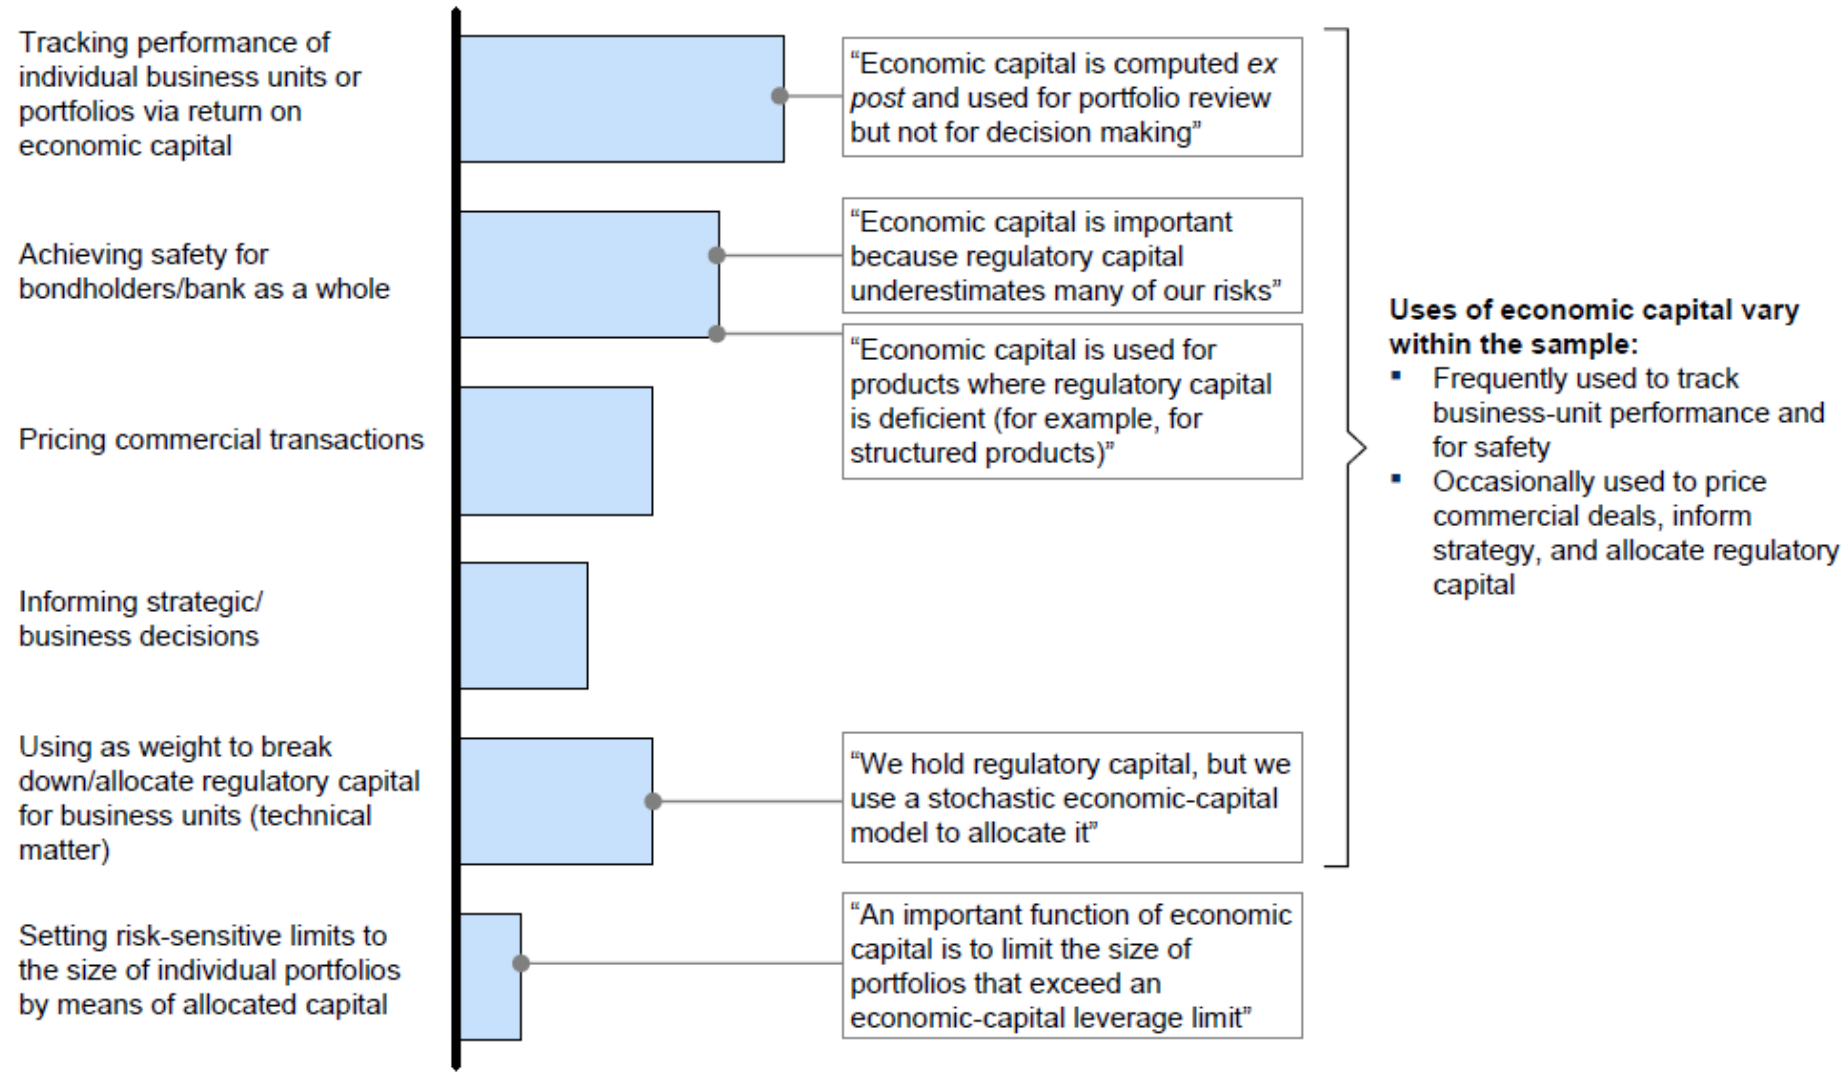 Tracking performance of
individual business units or
portfolios via return on
economic capital
“Economic capital is computed ex
post and used for portfolio review
but not for decision making”
Achieving safety for
bondholders/bank as a whole
“Economic capital is important
because regulatory capital
underestimates many of our risks”
“Economic capital is used for
products where regulatory capital
is deficient (for example, for
structured products)”
Pricing commercial transactions
Informing strategic/
business decisions
Using as weight to break
down/allocate regulatory capital
for business units (technical
matter)
“We hold regulatory capital, but we
use a stochastic economic-capital
model to allocate it”
Setting risk-sensitive limits to
the size of individual portfolios
by means of allocated capital
“An important function of economic
capital is to limit the size of
portfolios that exceed an
economic-capital leverage limit”
Uses of economic capital vary
within the sample:
▪ Frequently used to track
business-unit performance and
for safety
▪ Occasionally used to price
commercial deals, inform
strategy, and allocate regulatory
capital